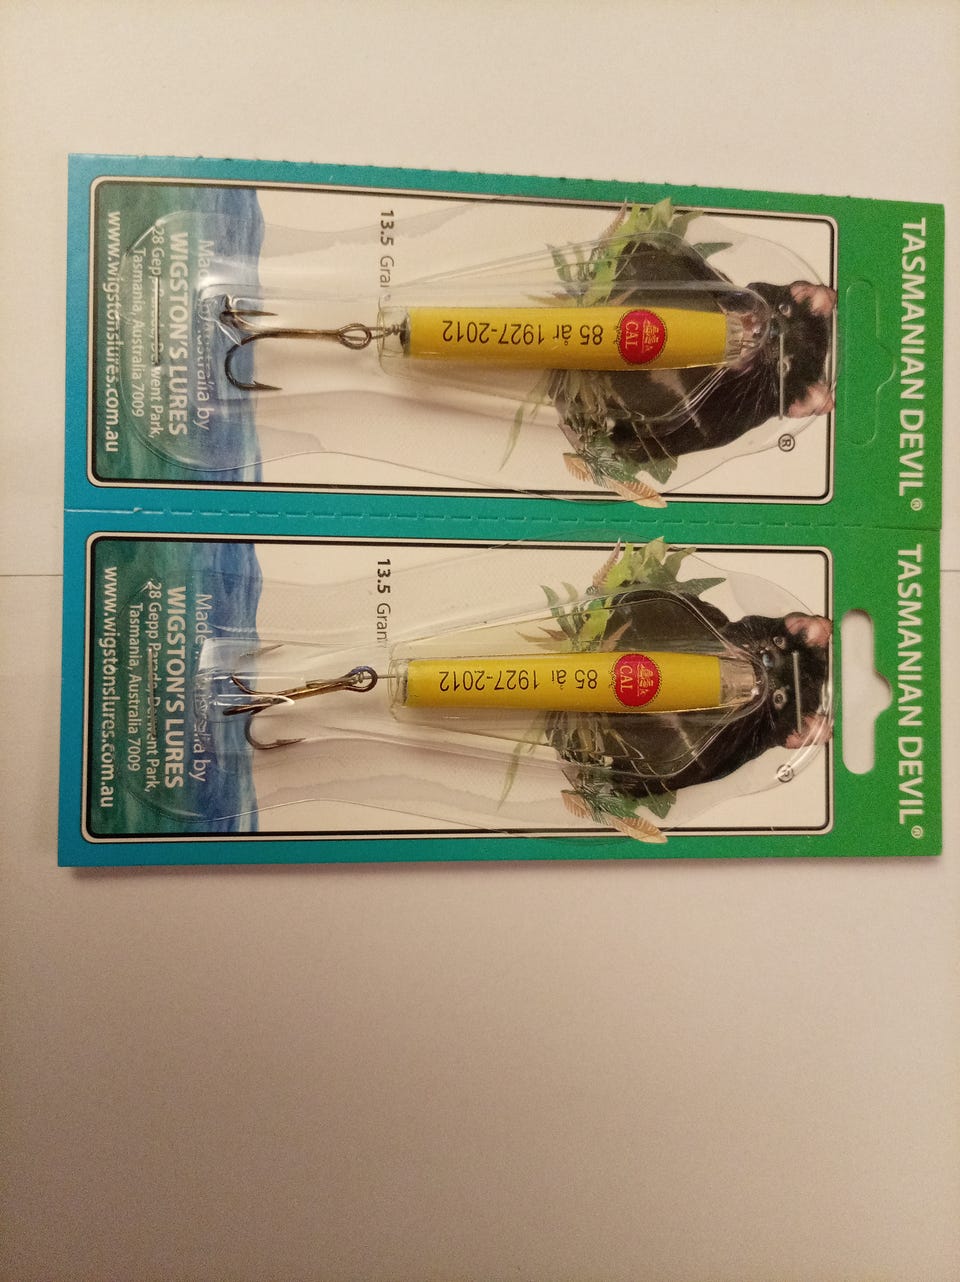 TASMANIAN DEVIL®
®
CAL
85 år 1927-2012
13.5
WIGSTON'S LURES
28 Gepp Parade, Derwent Park,
Tasmania, Australia 7009
www.wigstonslures.com.au
TASMANIAN DEVIL®
®
CAL
85 år 1927-2012
13.5
Made in Australia by
WIGSTON'S LURES
28 Gepp Parade, Derwent Park,
Tasmania, Australia 7009
www.wigstonslures.com.au